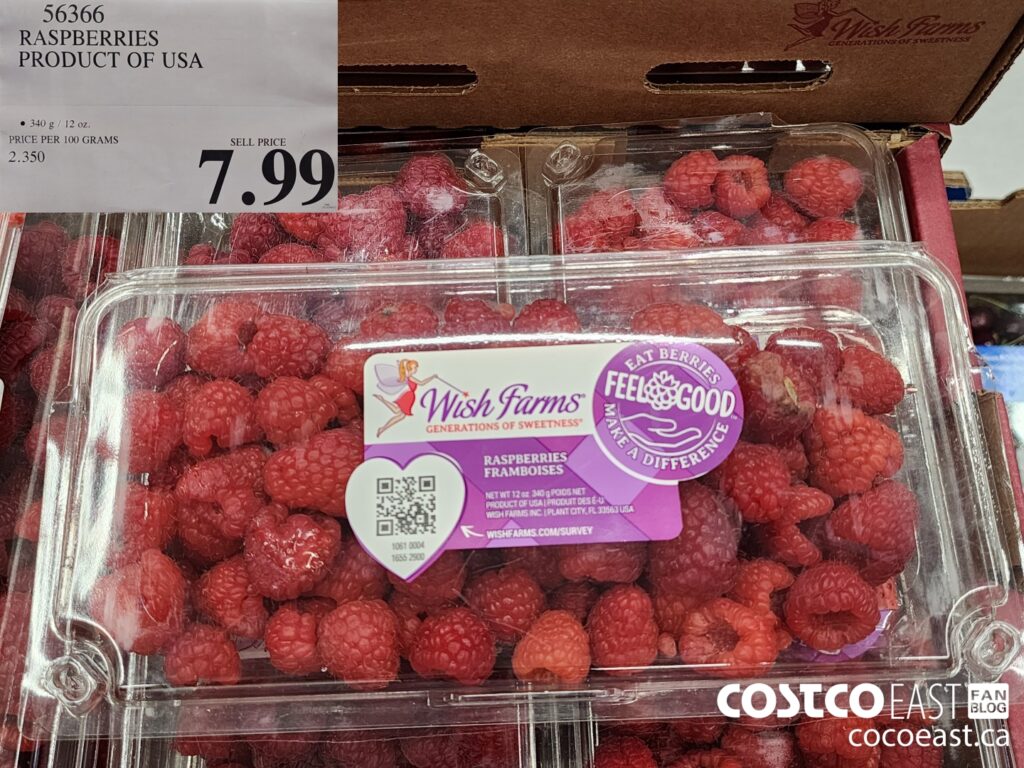 56366
RASPBERRIES
PRODUCT OF USA
• 340 g / 12 oz.
PRICE PER 100 GRAMS
2.350
SELL PRICE
7.99
Wish Farms
GENERATIONS OF SWEETNESS
Wish Farms®
GENERATIONS OF SWEETNESS®
EAT BERRIES
FEEL GOOD
MAKE A DIFFERENCE™
RASPBERRIES
FRAMBOISES
NET WT 12 oz. 340 g POIDS NET
PRODUCT OF USA | PRODUIT DES É-U.
WISH FARMS INC. | PLANT CITY, FL 33563 USA
WISHFARMS.COM/SURVEY
1061 0004
1655 2500
COSTCO EAST FAN BLOG
cocoeast.ca